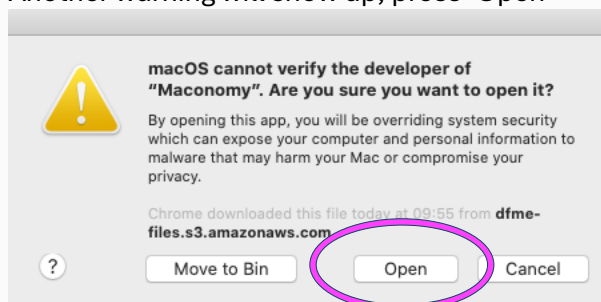 Another warning will show up, press "Open"
macOS cannot verify the developer of
“Maconomy”. Are you sure you want to open it?
By opening this app, you will be overriding system security
which can expose your computer and personal information to
malware that may harm your Mac or compromise your
privacy.
Chrome downloaded this file today at 09:55 from dfme-
files.s3.amazonaws.com
?
Move to Bin
Open
Cancel